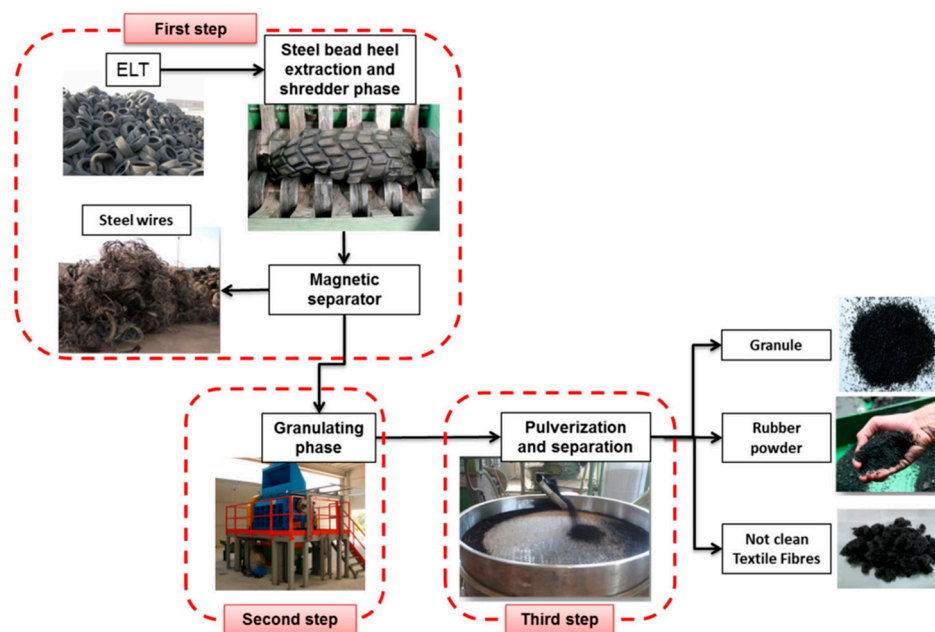 First step
ELT
Steel bead heel
extraction and
shredder phase
Steel wires
Magnetic
separator
Granulating
phase
Second step
Pulverization
and separation
Third step
Granule
Rubber
powder
Not clean
Textile Fibres